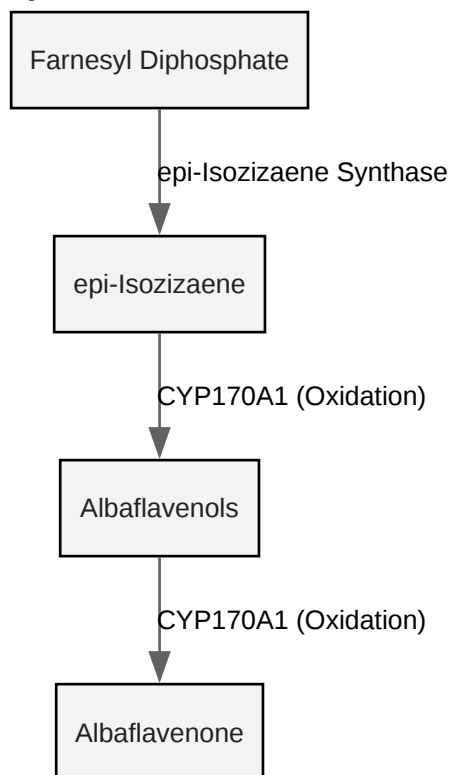 Farnesyl Diphosphate
epi-Isozizaene Synthase
epi-Isozizaene
CYP170A1 (Oxidation)
Albaflavenols
CYP170A1 (Oxidation)
Albaflavenone